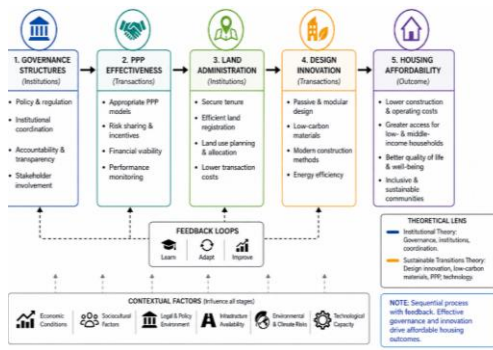 1. GOVERNANCE
STRUCTURES
(Institutions)
• Policy & regulation
• Institutional
coordination
• Accountability &
transparency
• Stakeholder
involvement
2. PPP
EFFECTIVENESS
(Transactions)
• Appropriate PPP
models
• Risk sharing &
incentives
• Financial viability
• Performance
monitoring
3. LAND
ADMINISTRATION
(Institutions)
• Secure tenure
• Efficient land
registration
• Land use planning
& allocation
• Lower transaction
costs
4. DESIGN
INNOVATION
(Transactions)
• Passive & modular
design
• Low-carbon
materials
• Modern construction
methods
• Energy efficiency
5. HOUSING
AFFORDABILITY
(Outcome)
• Lower construction
& operating costs
• Greater access for
low- & middle-
income households
• Better quality of life
& well-being
• Inclusive &
sustainable
communities
FEEDBACK LOOPS
Learn
Adapt
Improve
THEORETICAL LENS
Institutional Theory:
Governance, institutions,
coordination.
Sustainable Transitions Theory:
Design innovation, low-carbon
materials, PPP, technology.
CONTEXTUAL FACTORS (Influence all stages)
Economic
Conditions
Sociocultural
Factors
Legal & Policy
Environment
Infrastructure
Availability
Environmental
& Climate Risks
Technological
Capacity
NOTE: Sequential process
with feedback. Effective
governance and innovation
drive affordable housing
outcomes.